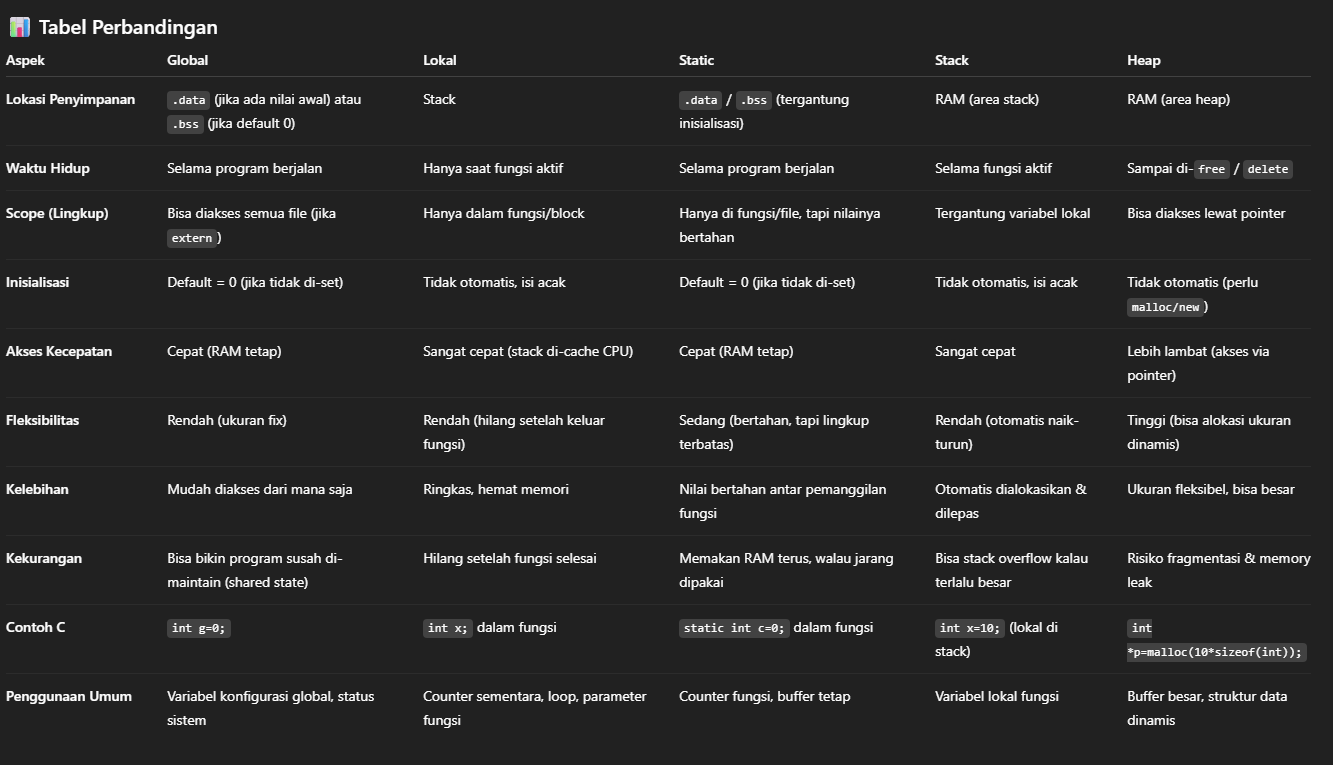 📊 Tabel Perbandingan
Aspek Global Lokal Static Stack Heap
Lokasi Penyimpanan .data (jika ada nilai awal) atau Stack .data / .bss (tergantung RAM (area stack) RAM (area heap)
.bss (jika default 0) inisialisasi)
Waktu Hidup Selama program berjalan Hanya saat fungsi aktif Selama program berjalan Selama fungsi aktif Sampai di-free / delete
Scope (Lingkup) Bisa diakses semua file (jika Hanya dalam fungsi/block Hanya di fungsi/file, tapi nilainya Tergantung variabel lokal Bisa diakses lewat pointer
extern) bertahan
Inisialisasi Default = 0 (jika tidak di-set) Tidak otomatis, isi acak Default = 0 (jika tidak di-set) Tidak otomatis, isi acak Tidak otomatis (perlu
malloc/new)
Akses Kecepatan Cepat (RAM tetap) Sangat cepat (stack di-cache CPU) Cepat (RAM tetap) Sangat cepat Lebih lambat (akses via
pointer)
Fleksibilitas Rendah (ukuran fix) Rendah (hilang setelah keluar Sedang (bertahan, tapi lingkup Rendah (otomatis naik- Tinggi (bisa alokasi ukuran
fungsi) terbatas) turun) dinamis)
Kelebihan Mudah diakses dari mana saja Ringkas, hemat memori Nilai bertahan antar pemanggilan Otomatis dialokasikan & Ukuran fleksibel, bisa besar
fungsi dilepas
Kekurangan Bisa bikin program susah di- Hilang setelah fungsi selesai Memakan RAM terus, walau jarang Bisa stack overflow kalau Risiko fragmentasi & memory
maintain (shared state) dipakai terlalu besar leak
Contoh C int g=0; int x; dalam fungsi static int c=0; dalam fungsi int x=10; (lokal di int
stack) *p=malloc(10*sizeof(int));
Penggunaan Umum Variabel konfigurasi global, status Counter sementara, loop, parameter Counter fungsi, buffer tetap Variabel lokal fungsi Buffer besar, struktur data
sistem fungsi dinamis